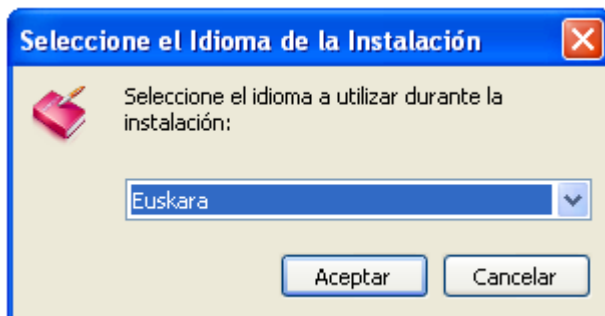 Seleccione el Idioma de la Instalación
Seleccione el idioma a utilizar durante la
instalación:
Euskara
Aceptar Cancelar